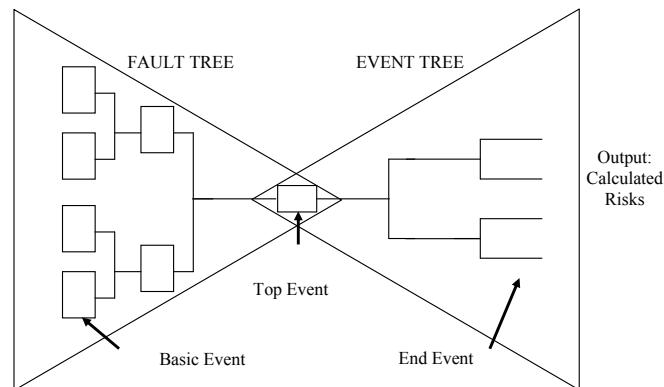 FAULT TREE
EVENT TREE
Output:
Calculated
Risks
Top Event
Basic Event
End Event